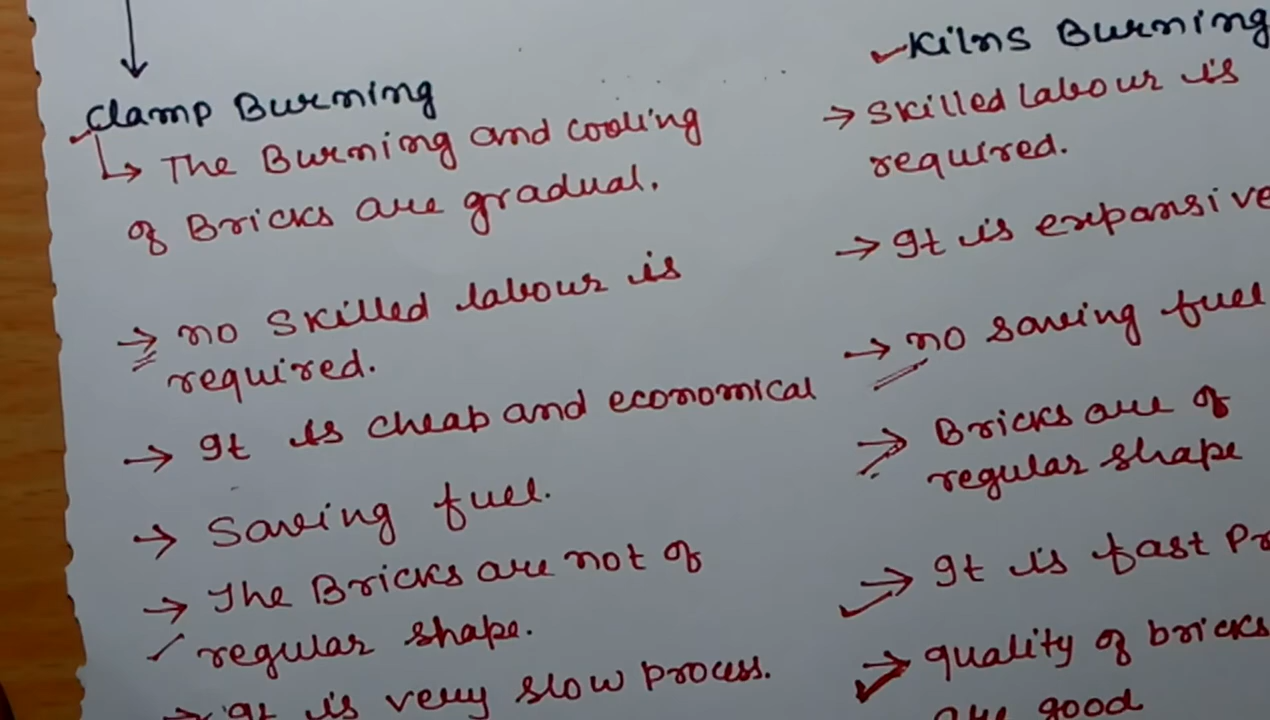 Clamp Burning
→ The Burning and cooling
of Bricks are gradual.
→ no skilled labour is
required.
→ It is cheap and economical
→ Saving fuel.
→ The Bricks are not of
regular shape.
→ It is very slow process.
Kilns Burning
→ Skilled labour is
required.
→ It is expansive
→ no saving fuel
→ Bricks are of
regular shape
→ It is fast Pro
→ quality of bricks
are good